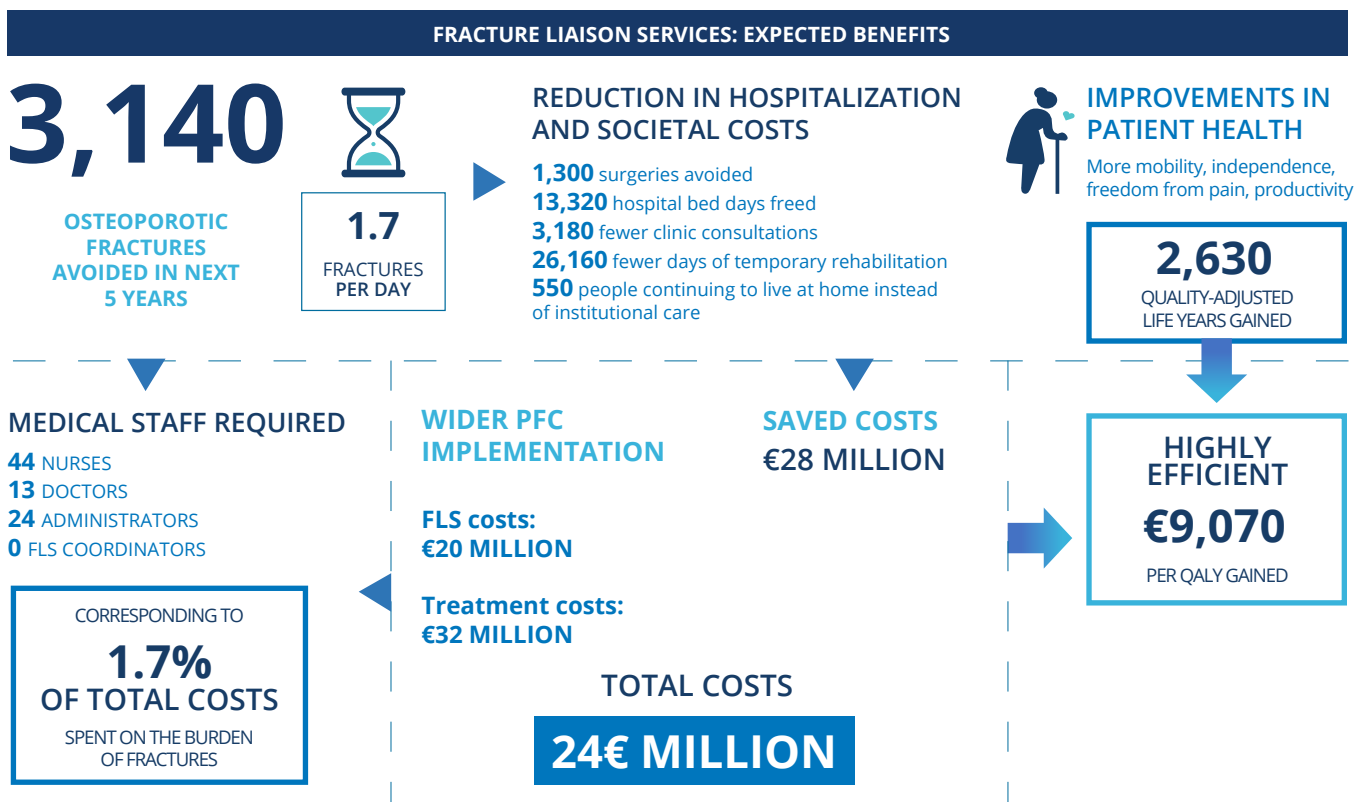 FRACTURE LIAISON SERVICES: EXPECTED BENEFITS
3,140
OSTEOPOROTIC
FRACTURES
AVOIDED IN NEXT
5 YEARS
1.7
FRACTURES
PER DAY
REDUCTION IN HOSPITALIZATION
AND SOCIETAL COSTS
1,300 surgeries avoided
13,320 hospital bed days freed
3,180 fewer clinic consultations
26,160 fewer days of temporary rehabilitation
550 people continuing to live at home instead
of institutional care
IMPROVEMENTS IN
PATIENT HEALTH
More mobility, independence,
freedom from pain, productivity
2,630
QUALITY-ADJUSTED
LIFE YEARS GAINED
MEDICAL STAFF REQUIRED
44 NURSES
13 DOCTORS
24 ADMINISTRATORS
0 FLS COORDINATORS
CORRESPONDING TO
1.7%
OF TOTAL COSTS
SPENT ON THE BURDEN
OF FRACTURES
WIDER PFC
IMPLEMENTATION
FLS costs:
€20 MILLION
Treatment costs:
€32 MILLION
SAVED COSTS
€28 MILLION
TOTAL COSTS
24€ MILLION
HIGHLY
EFFICIENT
€9,070
PER QALY GAINED